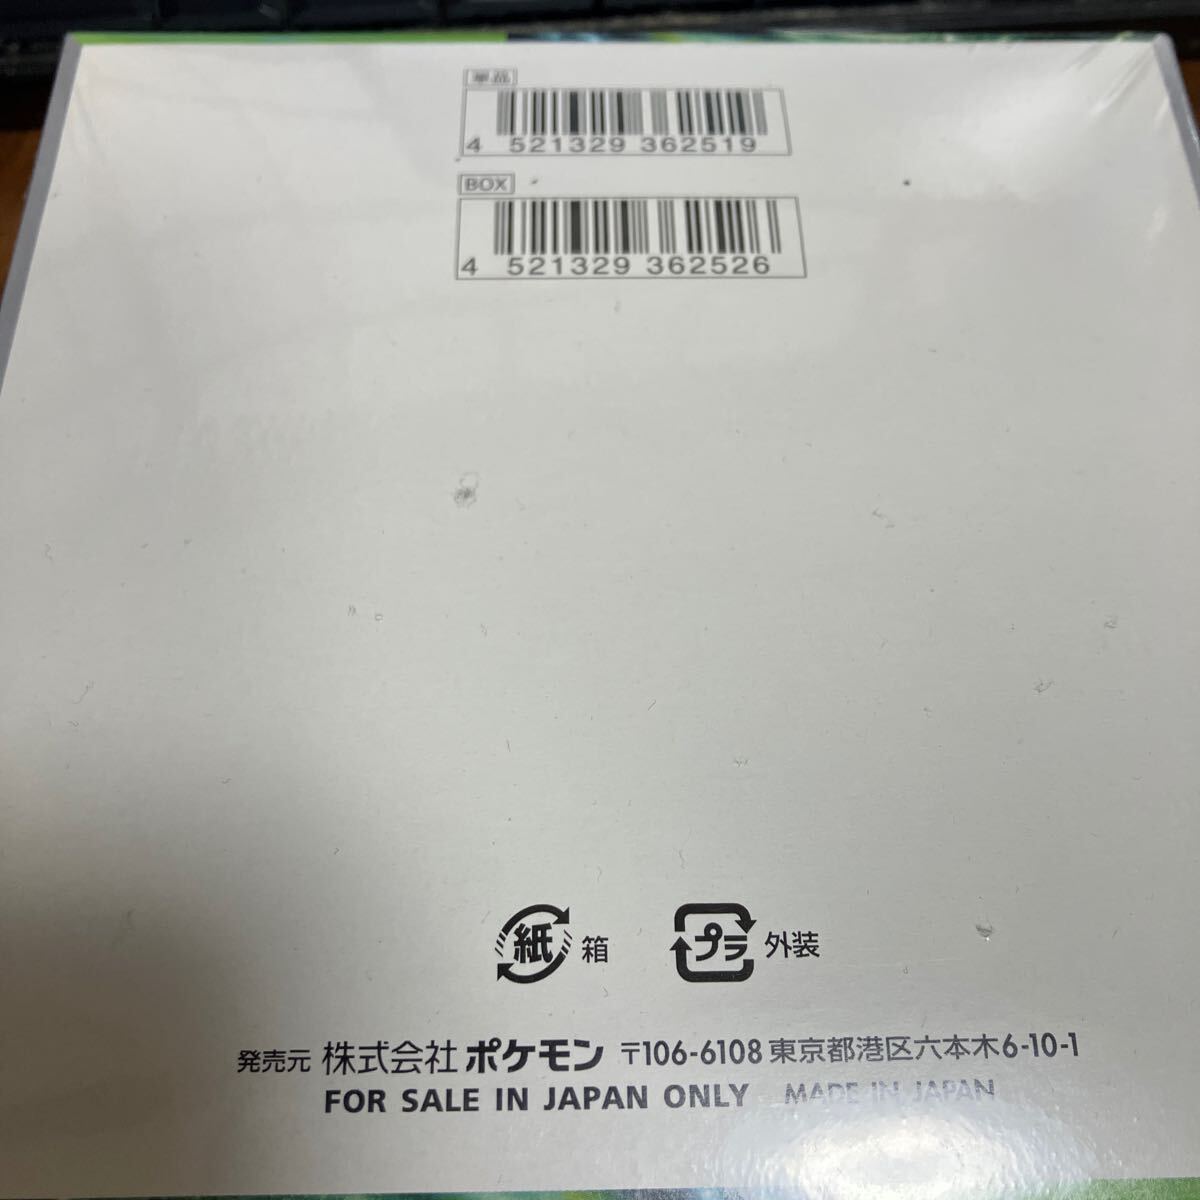 単品
4 521329 362519
BOX
4 521329 362526
紙 箱 プラ 外装
発売元 株式会社 ポケモン 〒106-6108 東京都港区六本木6-10-1
FOR SALE IN JAPAN ONLY MADE IN JAPAN